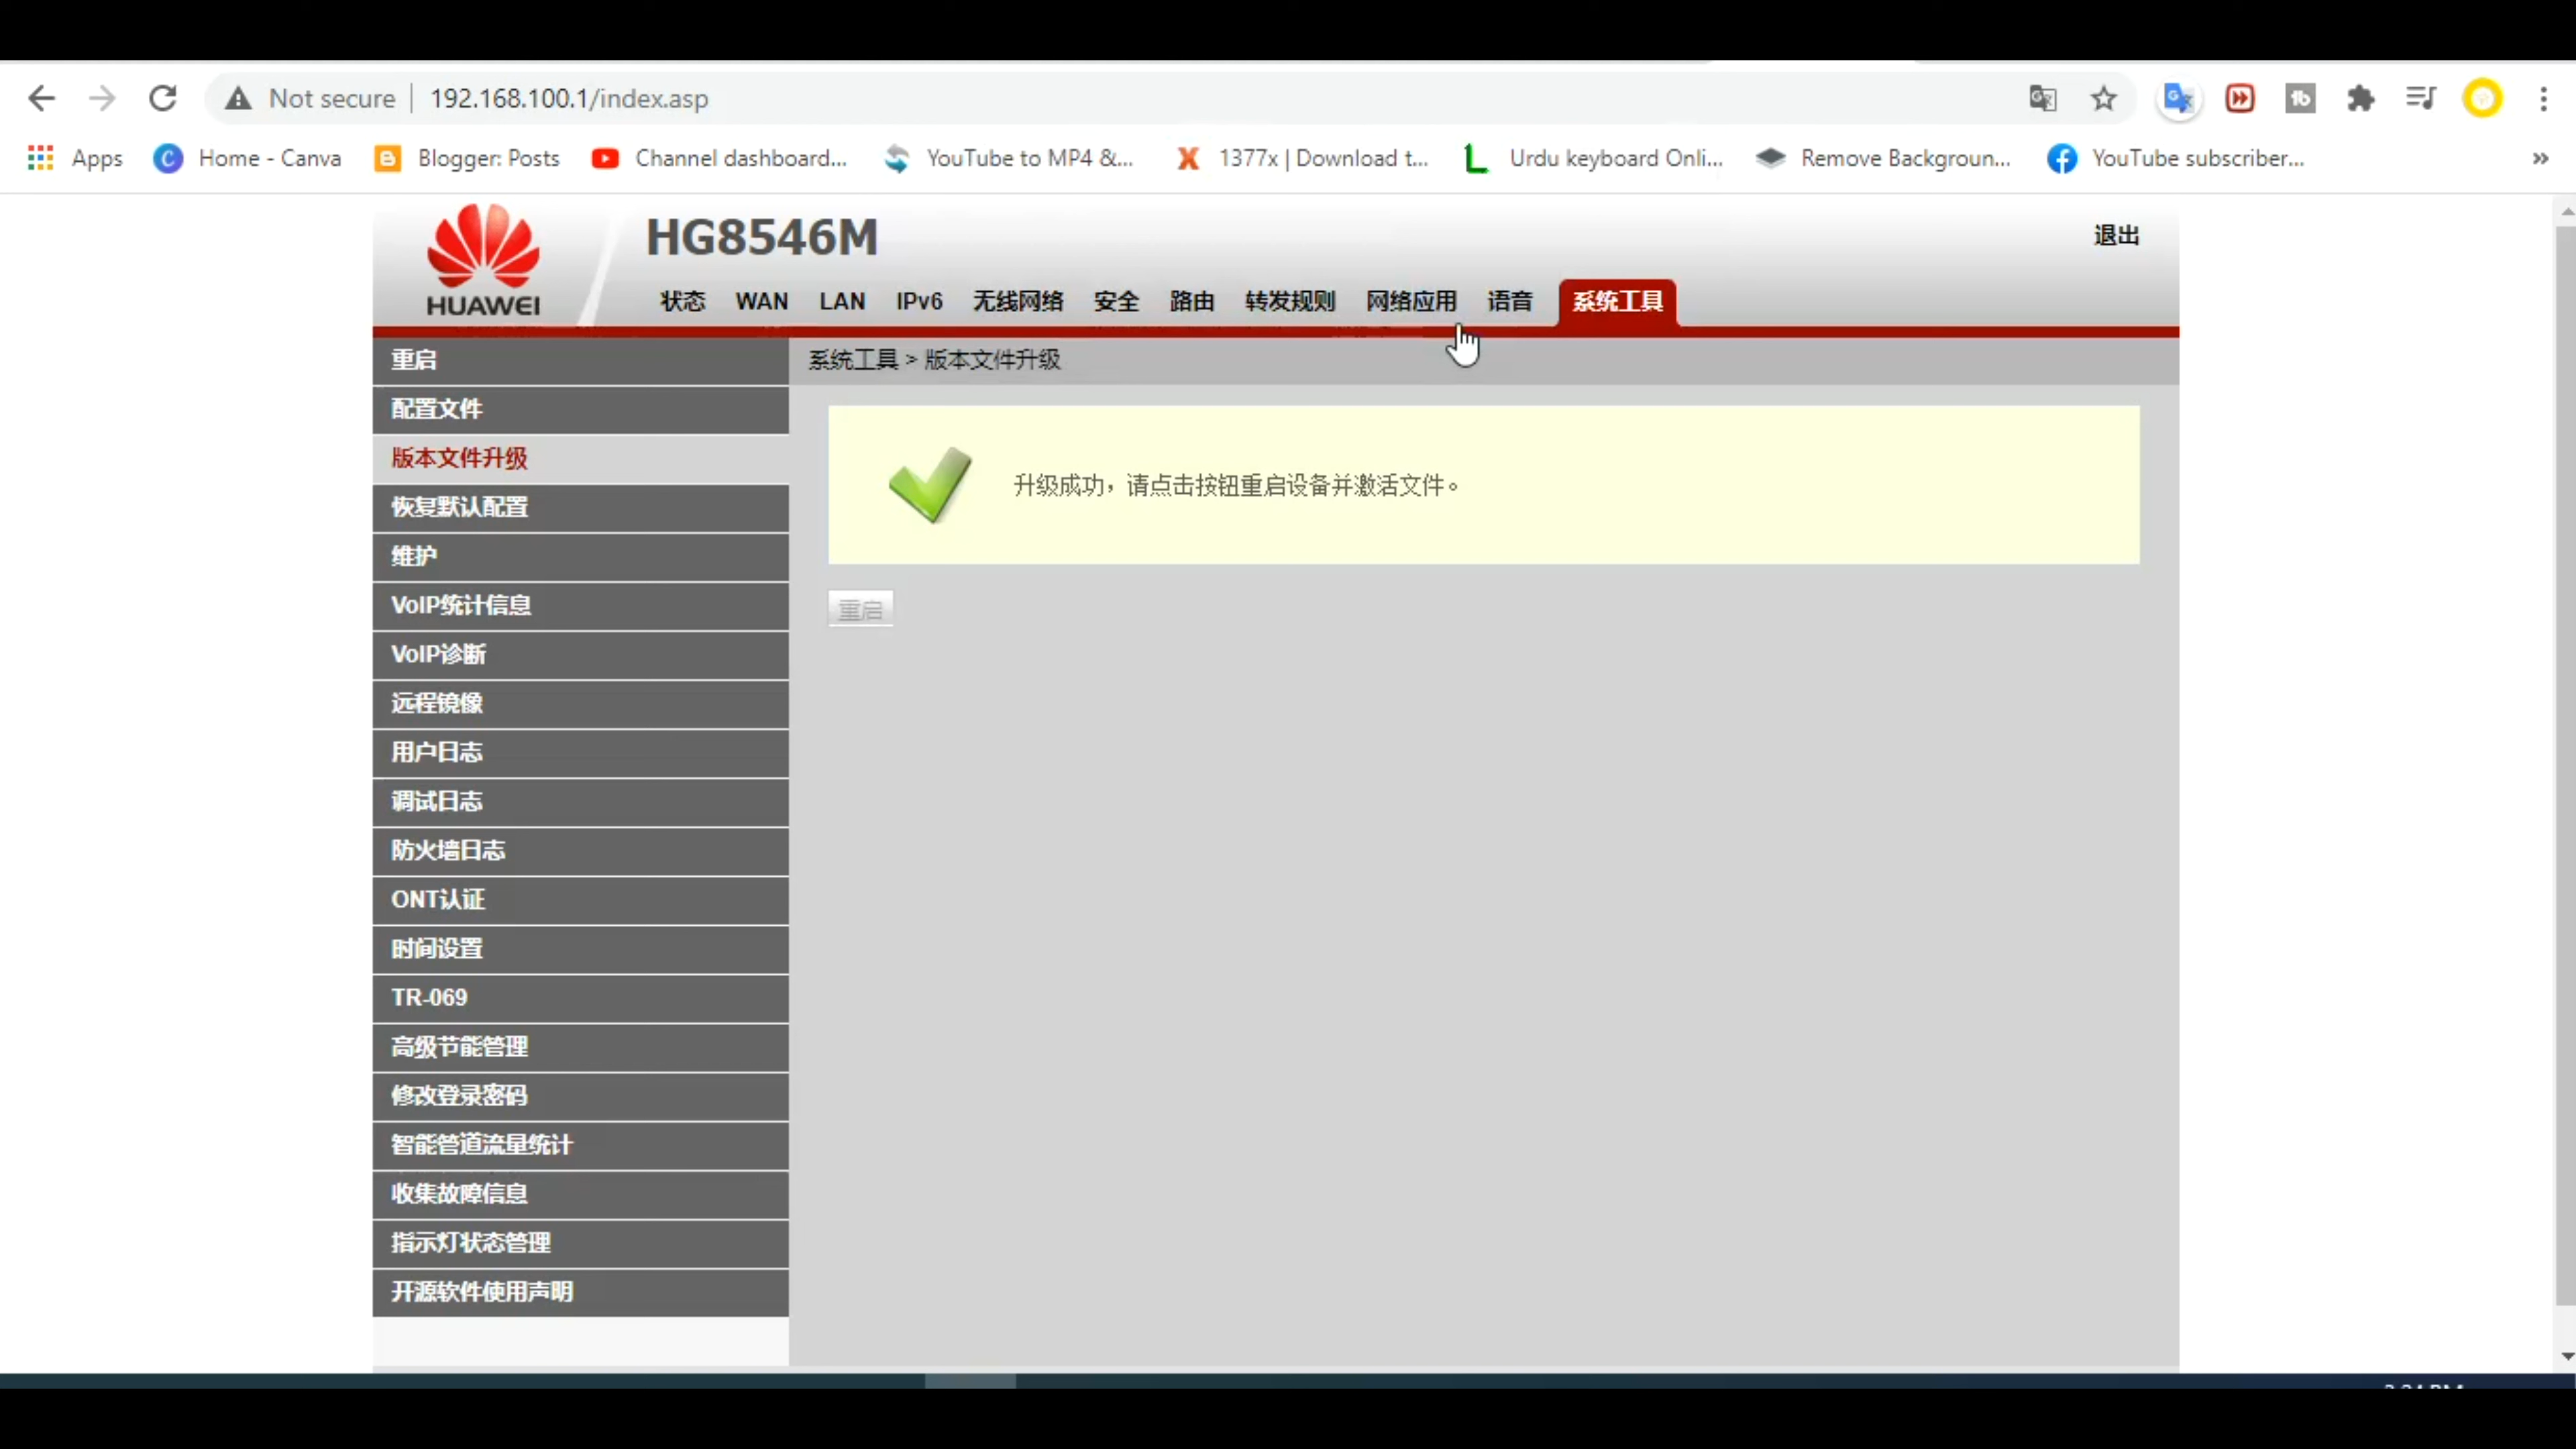 Not secure | 192.168.100.1/index.asp
Apps Home - Canva Blogger: Posts Channel dashboard... YouTube to MP4 &... 1377x | Download t... Urdu keyboard Onli... Remove Backgroun... YouTube subscriber... »
HUAWEI
HG8546M
退出
状态 WAN LAN IPv6 无线网络 安全 路由 转发规则 网络应用 语音 系统工具
系统工具 > 版本文件升级
重启
配置文件
版本文件升级
恢复默认配置
维护
VoIP统计信息
VoIP诊断
远程镜像
用户日志
调试日志
防火墙日志
ONT认证
时间设置
TR-069
高级节能管理
修改登录密码
智能管道流量统计
收集故障信息
指示灯状态管理
开源软件使用声明
升级成功，请点击按钮重启设备并激活文件。
重启